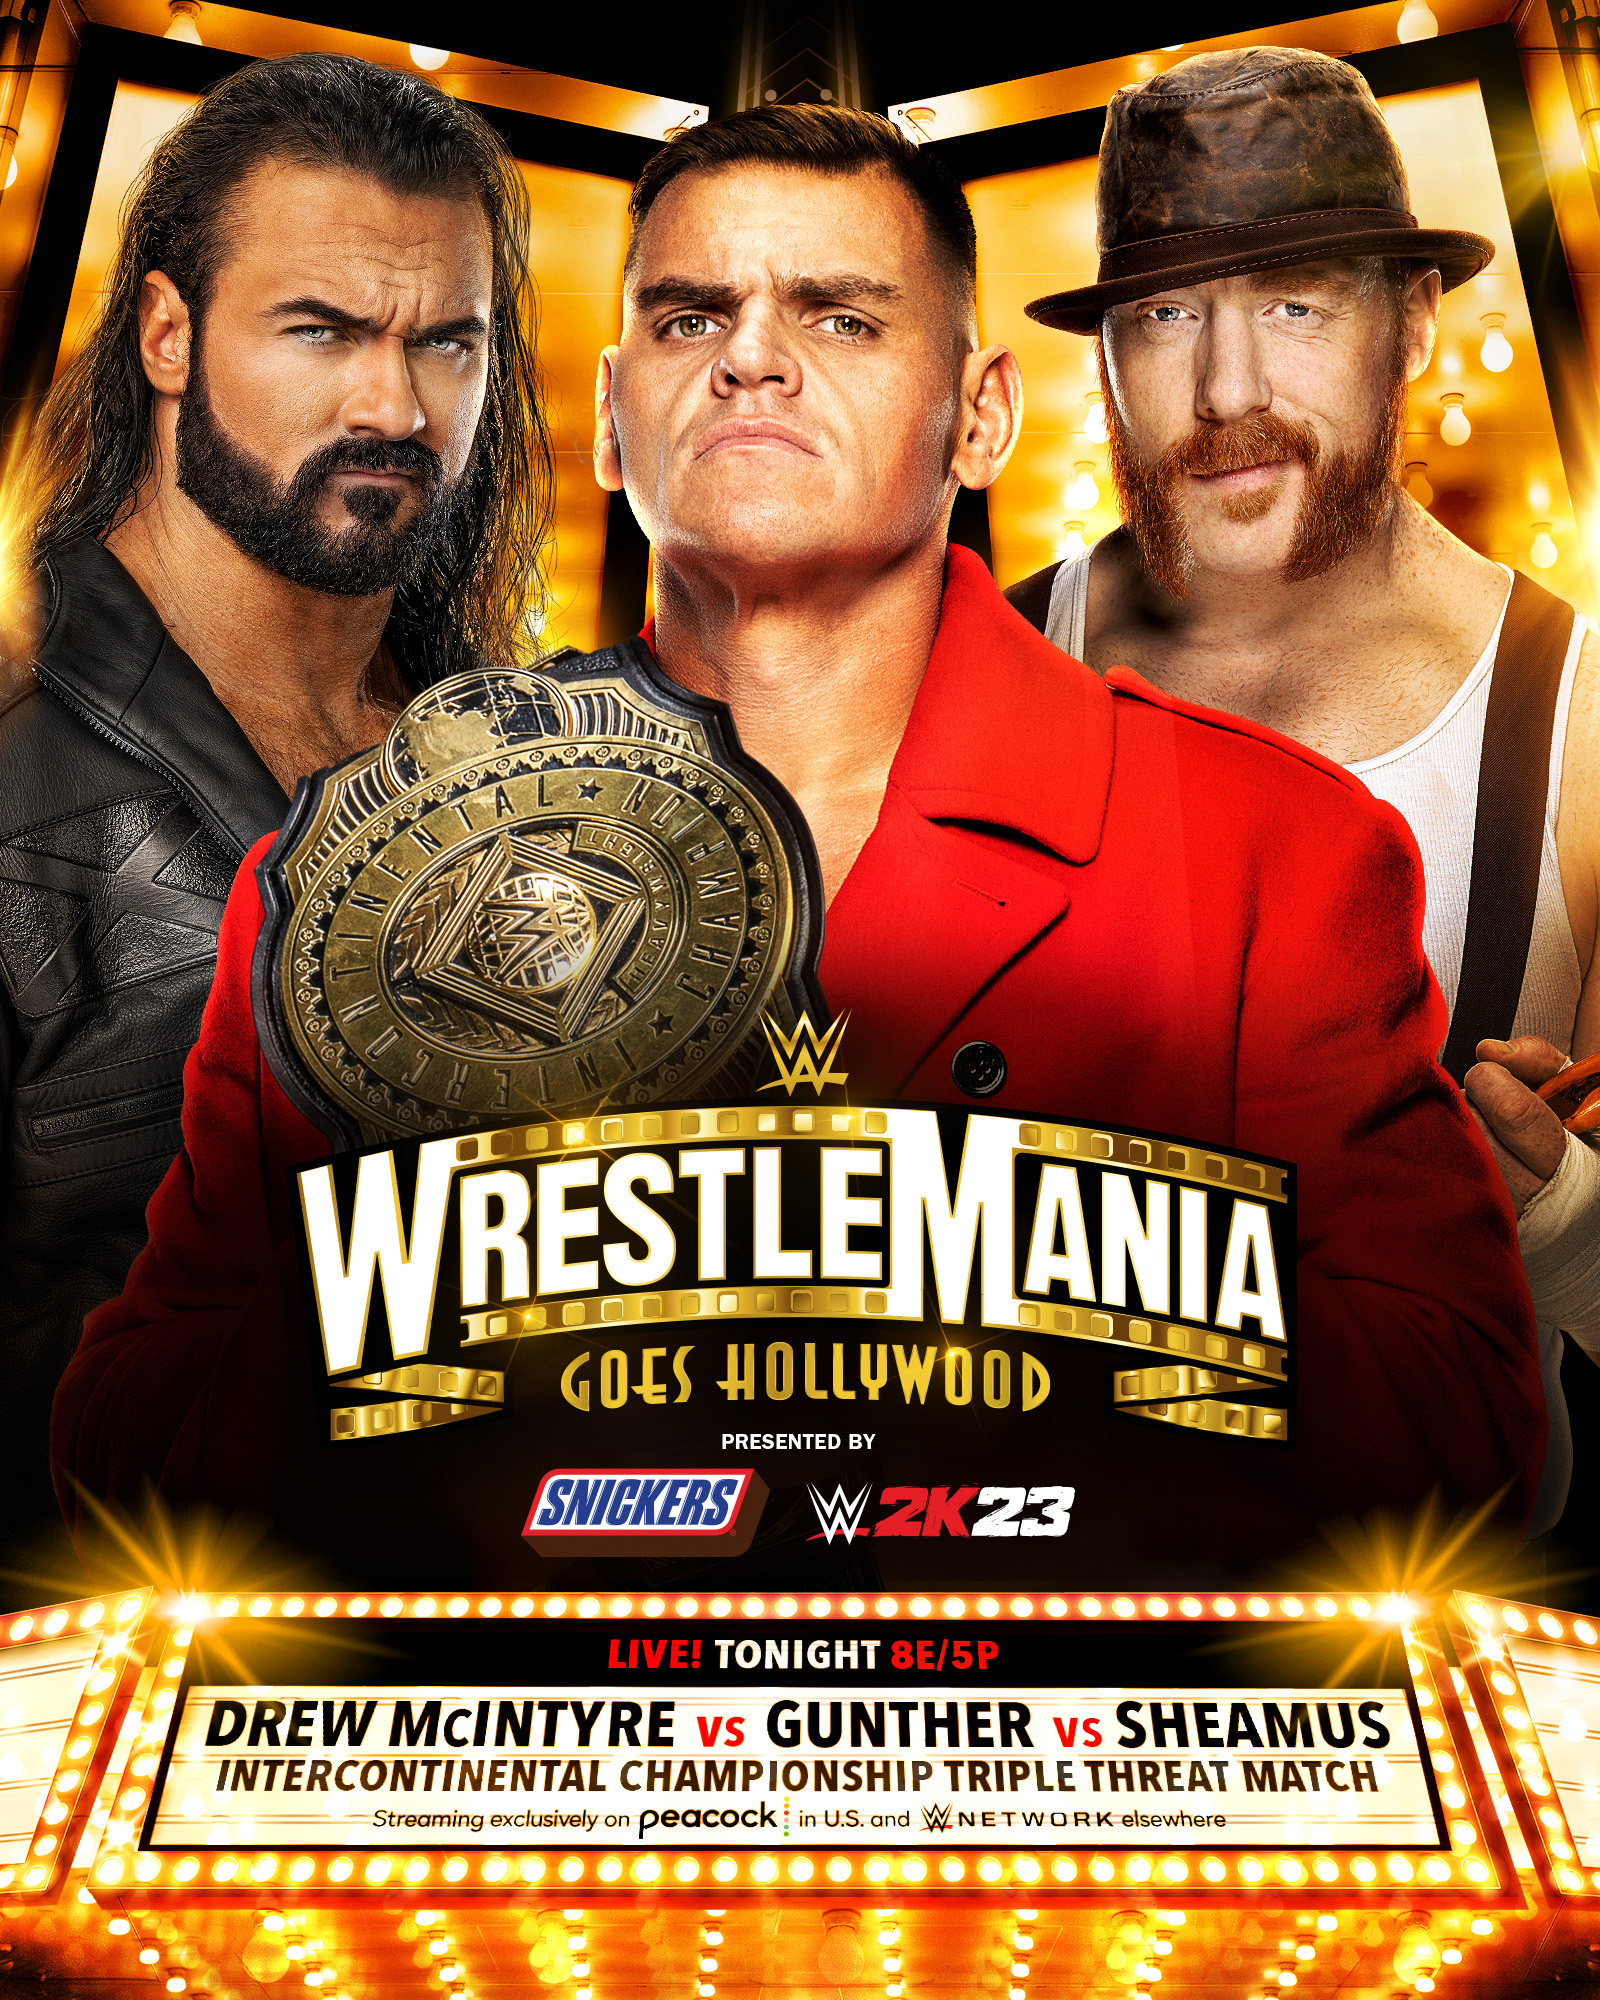 INTERCONTINENTAL ★ CHAMPION ★
THE HEAVYWEIGHT
W
W
WRESTLEMANIA
GOES HOLLYWOOD
PRESENTED BY
SNICKERS W 2K23
LIVE! TONIGHT 8E/5P
DREW McINTYRE vs GUNTHER vs SHEAMUS
INTERCONTINENTAL CHAMPIONSHIP TRIPLE THREAT MATCH
Streaming exclusively on peacock in U.S. and W NETWORK elsewhere